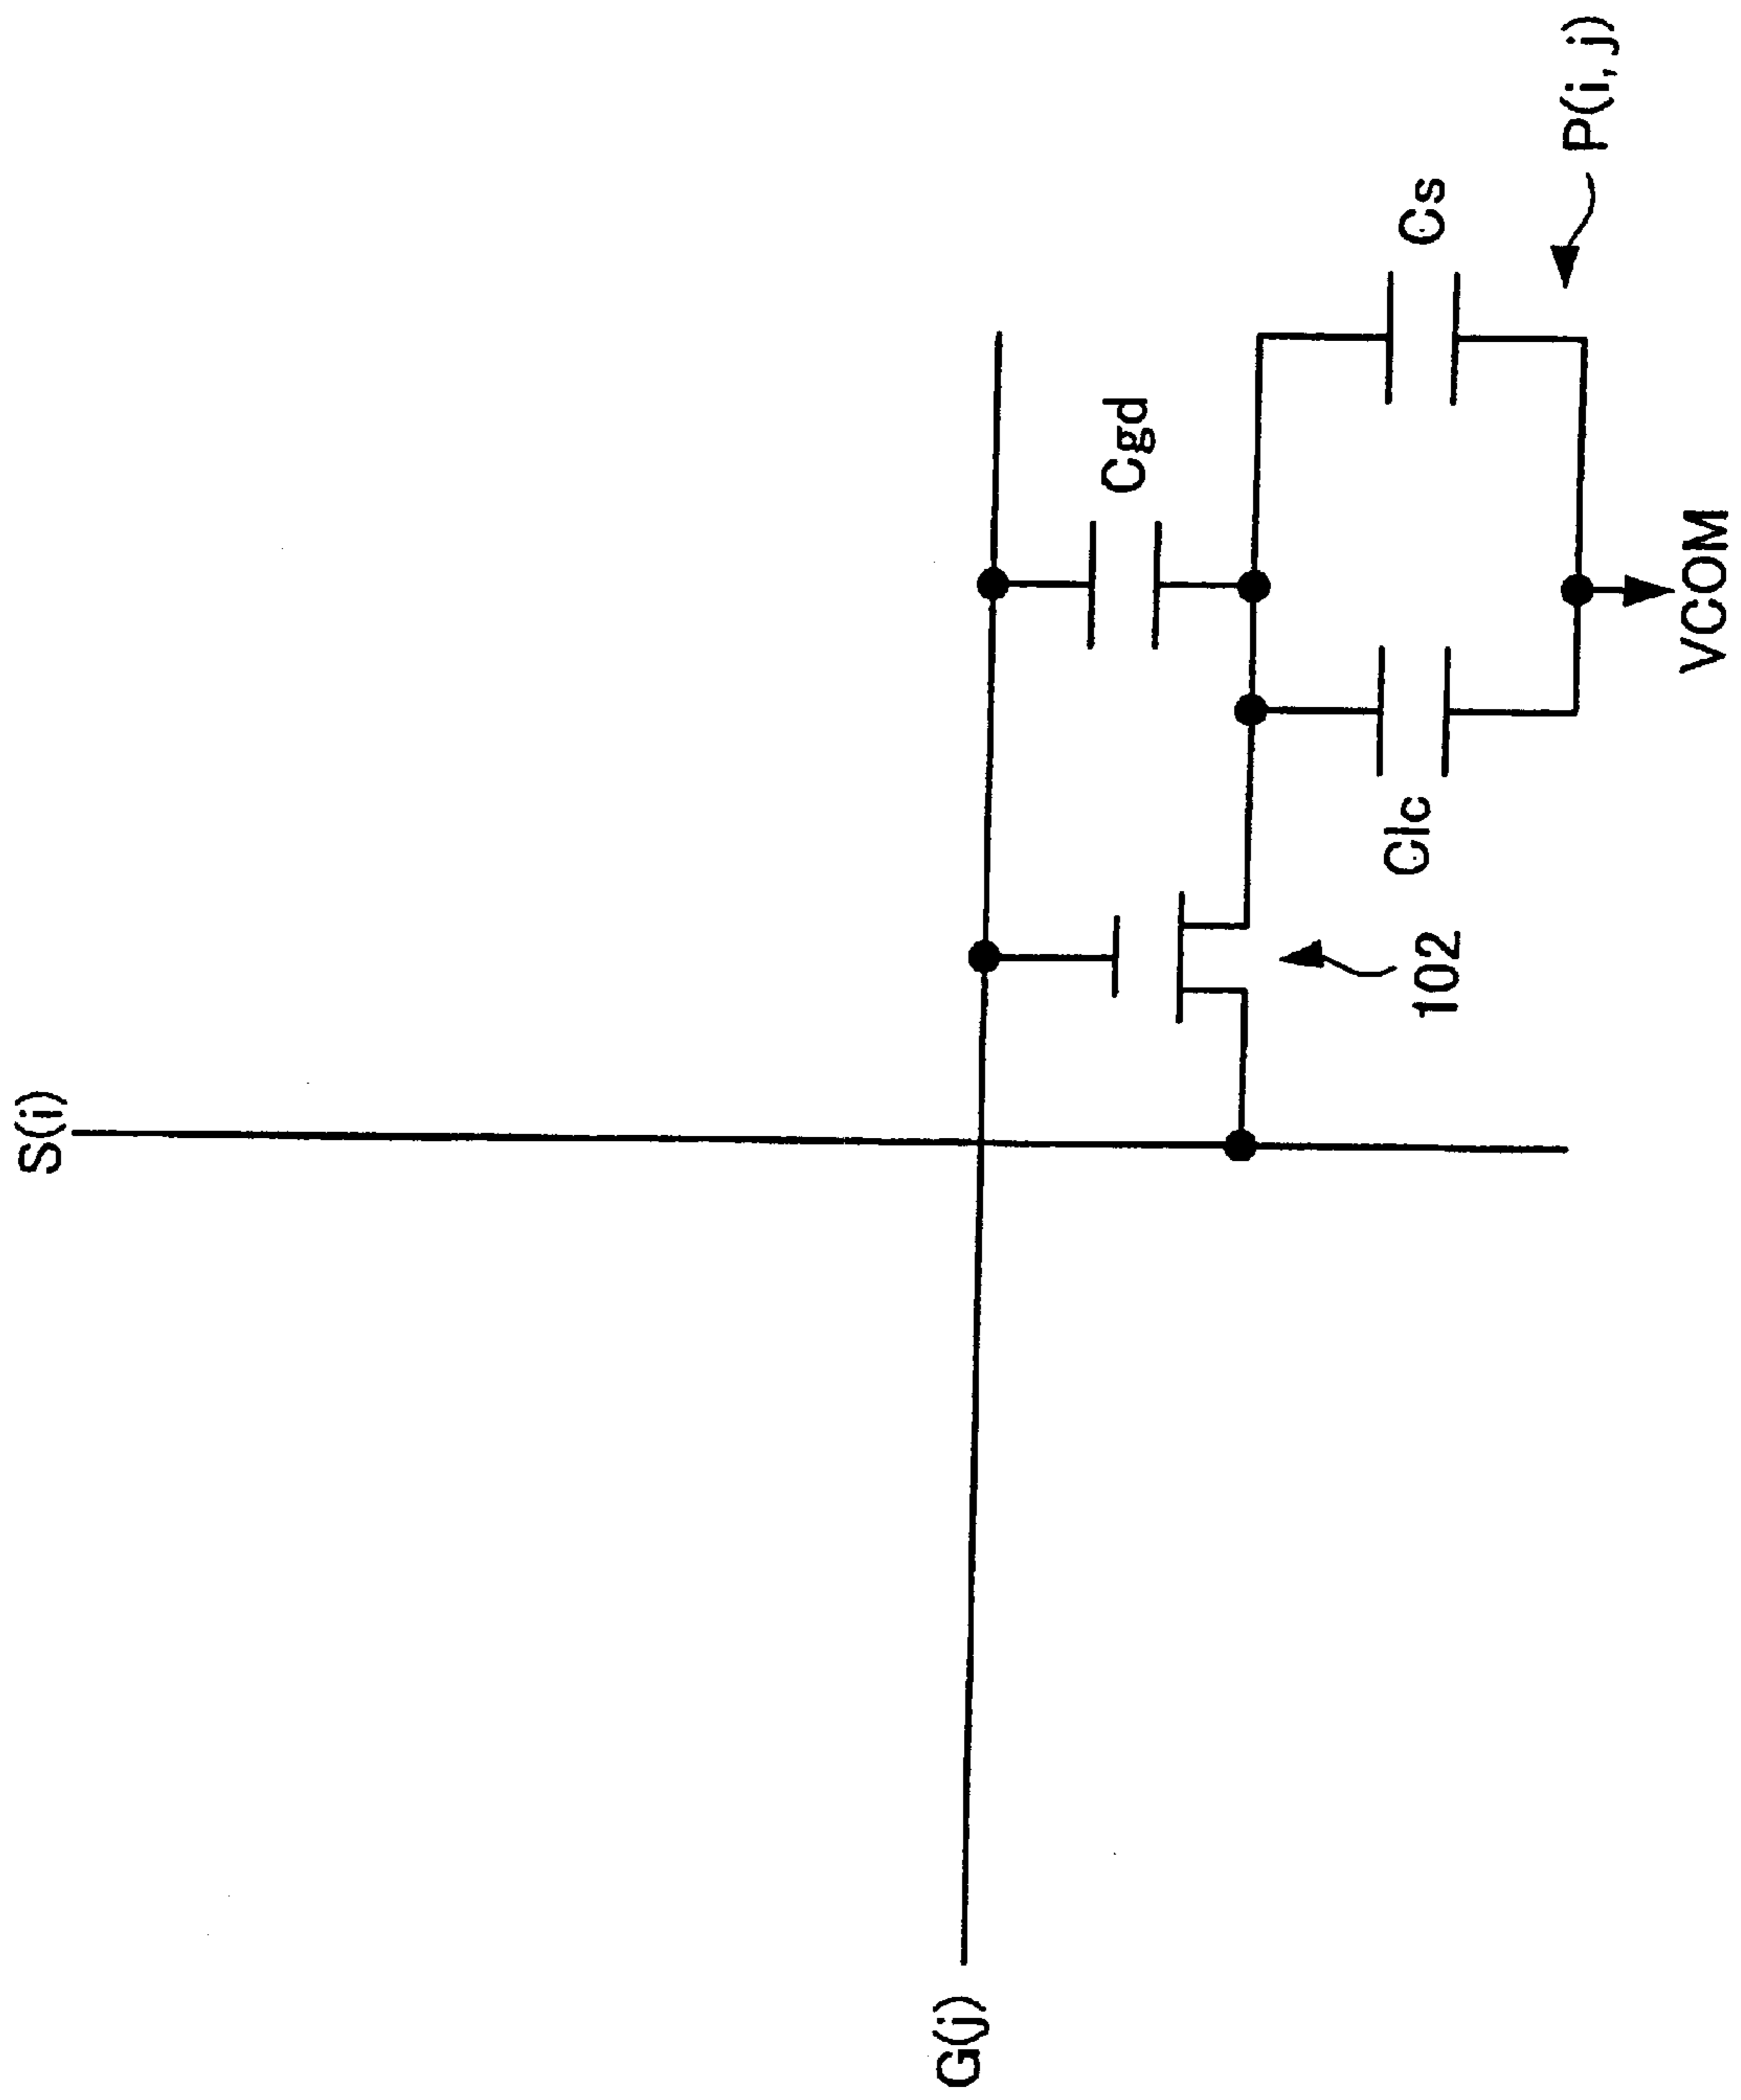 S(i)
G(j)
Cgd
102
Clc
Cs
P(i,j)
VCOM